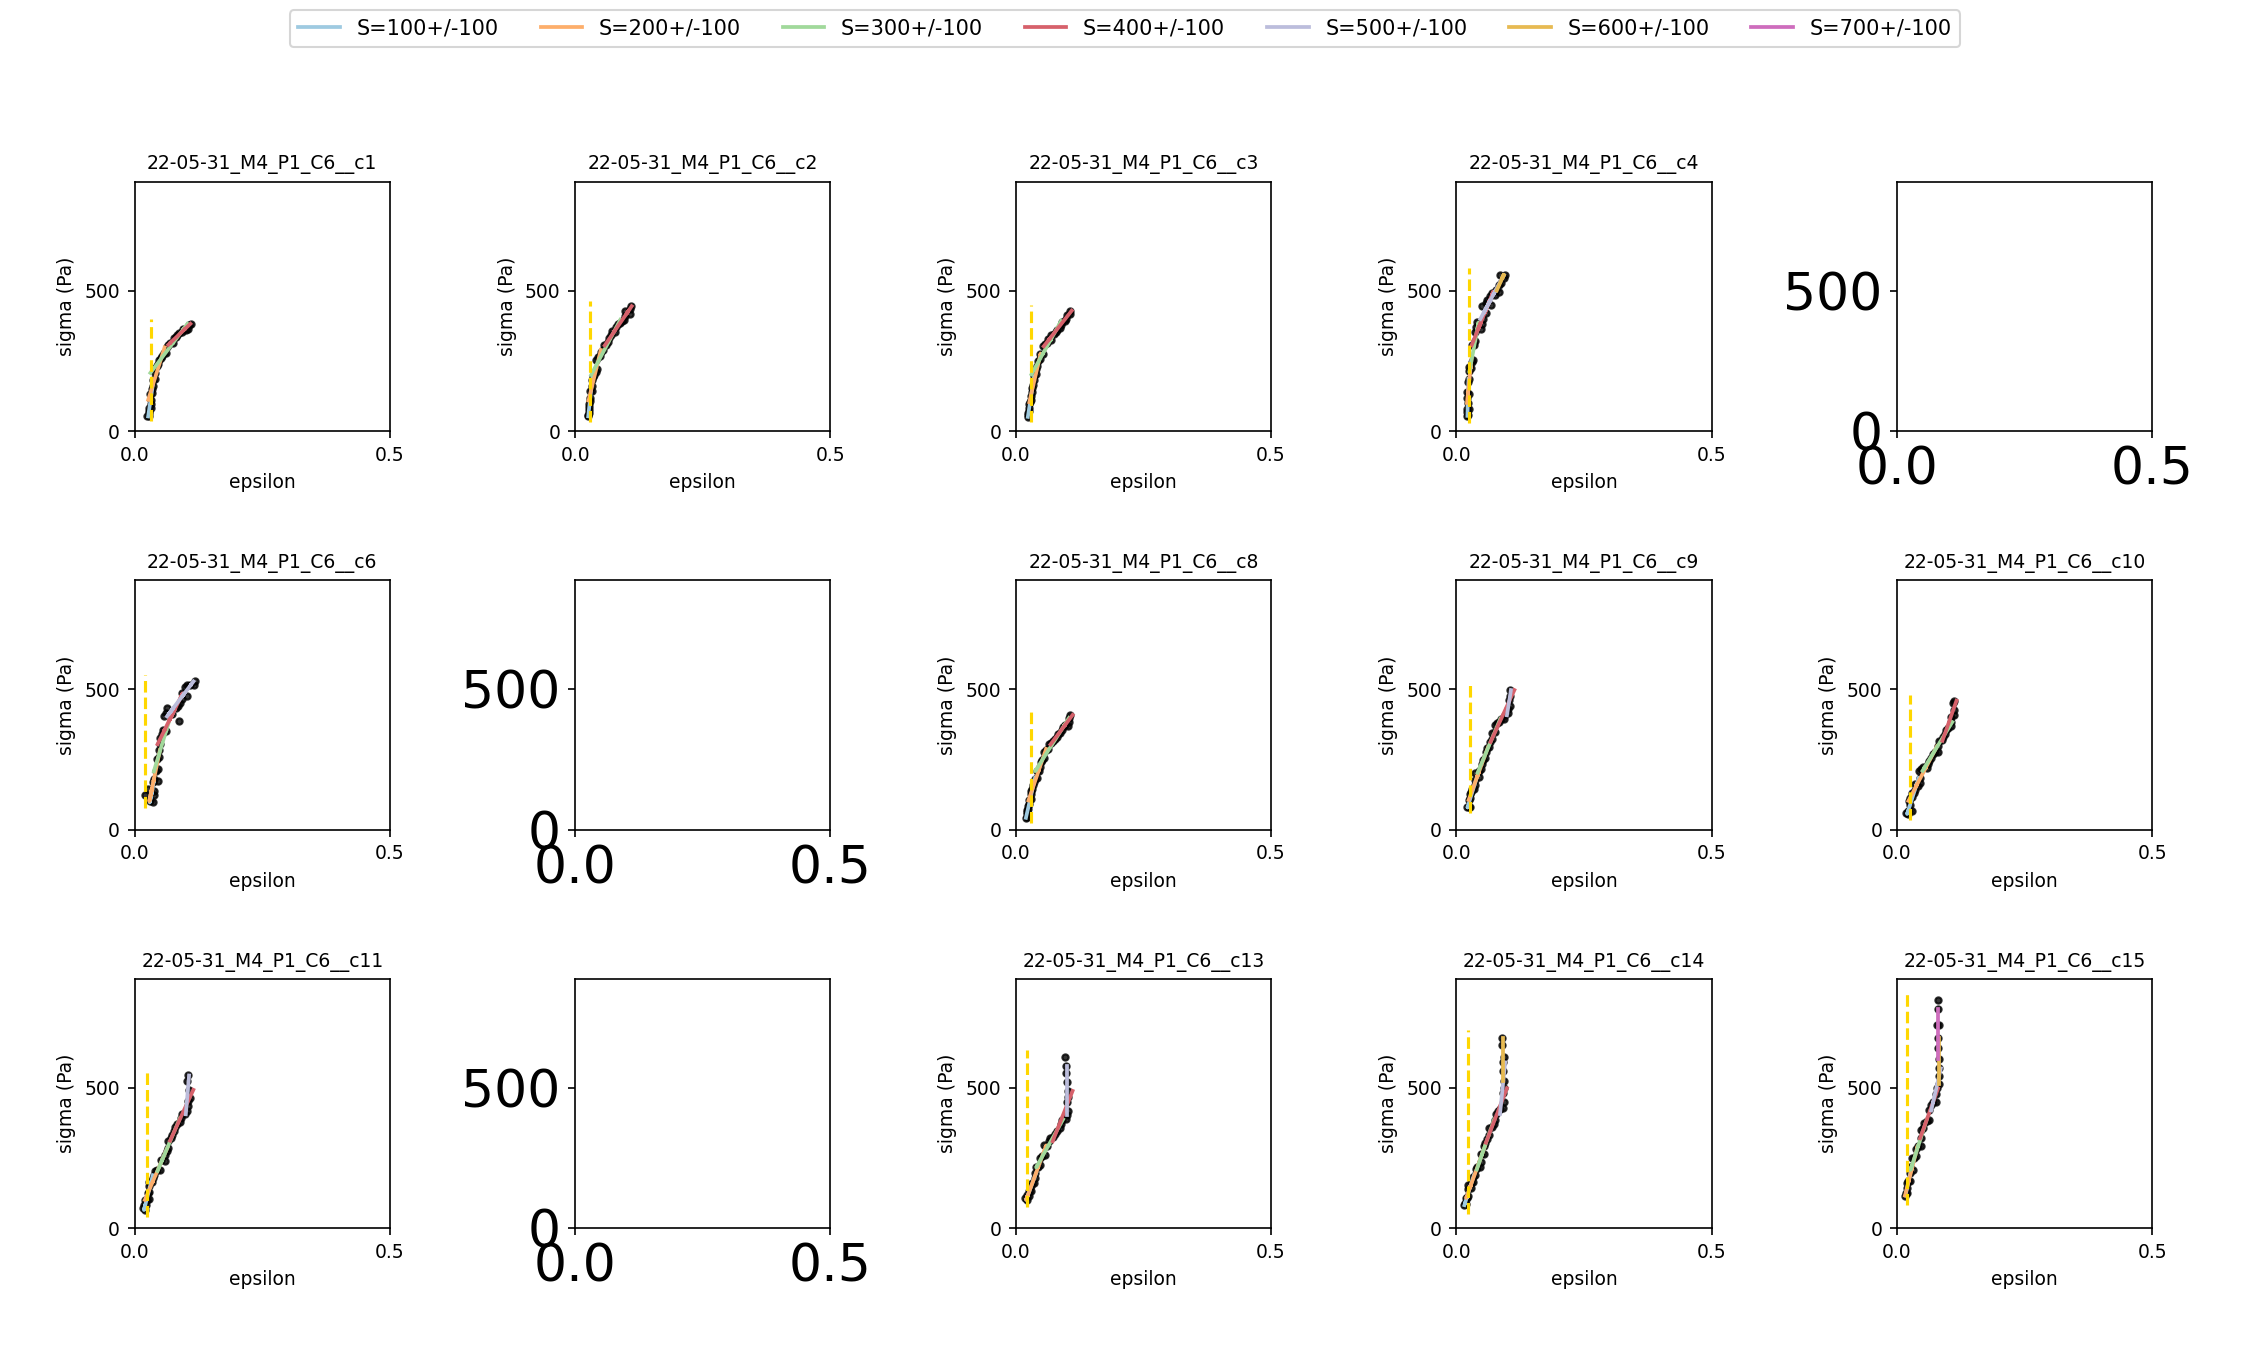 S=100+/-100 S=200+/-100 S=300+/-100 S=400+/-100 S=500+/-100 S=600+/-100 S=700+/-100
22-05-31_M4_P1_C6__c1
sigma (Pa)
500
0
0.0 0.5
epsilon
22-05-31_M4_P1_C6__c2
sigma (Pa)
500
0
0.0 0.5
epsilon
22-05-31_M4_P1_C6__c3
sigma (Pa)
500
0
0.0 0.5
epsilon
22-05-31_M4_P1_C6__c4
sigma (Pa)
500
0
0.0 0.5
epsilon
500
0
0.0 0.5
22-05-31_M4_P1_C6__c6
sigma (Pa)
500
0
0.0 0.5
epsilon
500
0
0.0 0.5
22-05-31_M4_P1_C6__c8
sigma (Pa)
500
0
0.0 0.5
epsilon
22-05-31_M4_P1_C6__c9
sigma (Pa)
500
0
0.0 0.5
epsilon
22-05-31_M4_P1_C6__c10
sigma (Pa)
500
0
0.0 0.5
epsilon
22-05-31_M4_P1_C6__c11
sigma (Pa)
500
0
0.0 0.5
epsilon
500
0
0.0 0.5
22-05-31_M4_P1_C6__c13
sigma (Pa)
500
0
0.0 0.5
epsilon
22-05-31_M4_P1_C6__c14
sigma (Pa)
500
0
0.0 0.5
epsilon
22-05-31_M4_P1_C6__c15
sigma (Pa)
500
0
0.0 0.5
epsilon